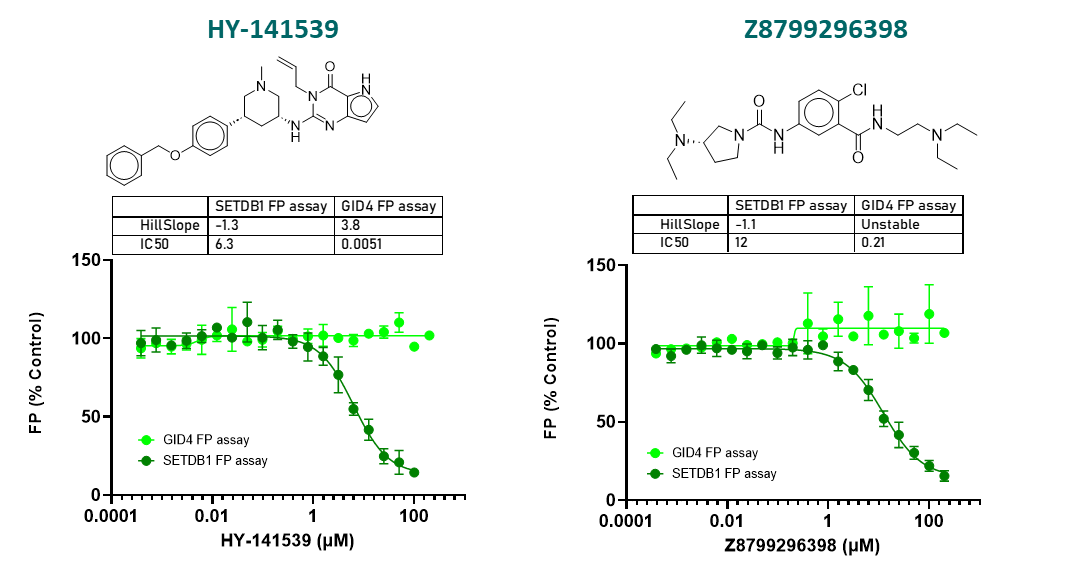 HY-141539
N
O
H
N
N
N
N
H
O
SETDB1 FP assay GID4 FP assay
HillSlope -1.3 3.8
IC50 6.3 0.0051
150
100
50
0
FP (% Control)
GID4 FP assay
SETDB1 FP assay
0.0001 0.01 1 100
HY-141539 (µM)
Z8799296398
Cl
O
H
N
N
N
H
O
N
N
SETDB1 FP assay GID4 FP assay
HillSlope -1.1 Unstable
IC50 12 0.21
150
100
50
0
FP (% Control)
GID4 FP assay
SETDB1 FP assay
0.0001 0.01 1 100
Z8799296398 (µM)